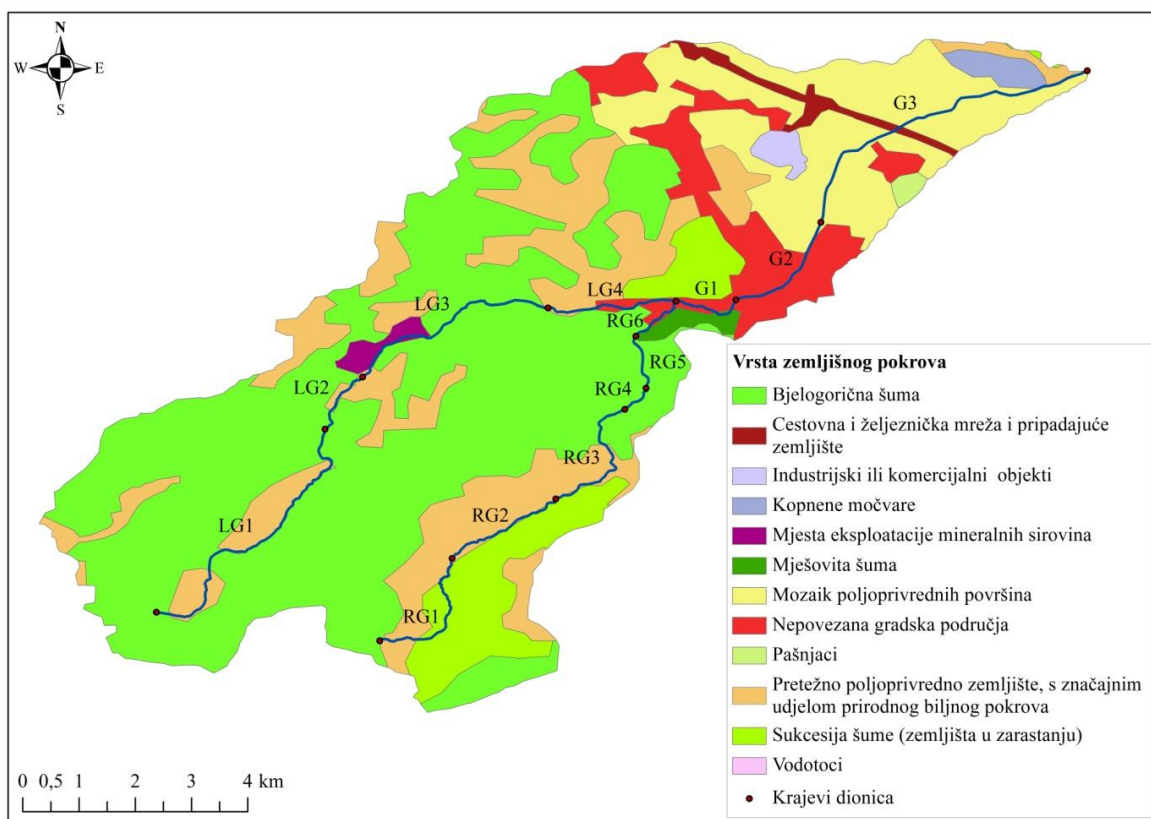 N
W E
S
G3
G2
G1
LG4
LG3
RG6
RG5
LG2
RG4
RG3
RG2
LG1
RG1
0 0,5 1 2 3 4 km
Vrsta zemljišnog pokrova
Bjelogorična šuma
Cestovna i željeznička mreža i pripadajuće
zemljište
Industrijski ili komercijalni objekti
Kopnene močvare
Mjesta eksploatacije mineralnih sirovina
Mješovita šuma
Mozaik poljoprivrednih površina
Nepovezana gradska područja
Pašnjaci
Pretežno poljoprivredno zemljište, s značajnim
udjelom prirodnog biljnog pokrova
Sukcesija šume (zemljišta u zarastanju)
Vodotoci
Krajevi dionica